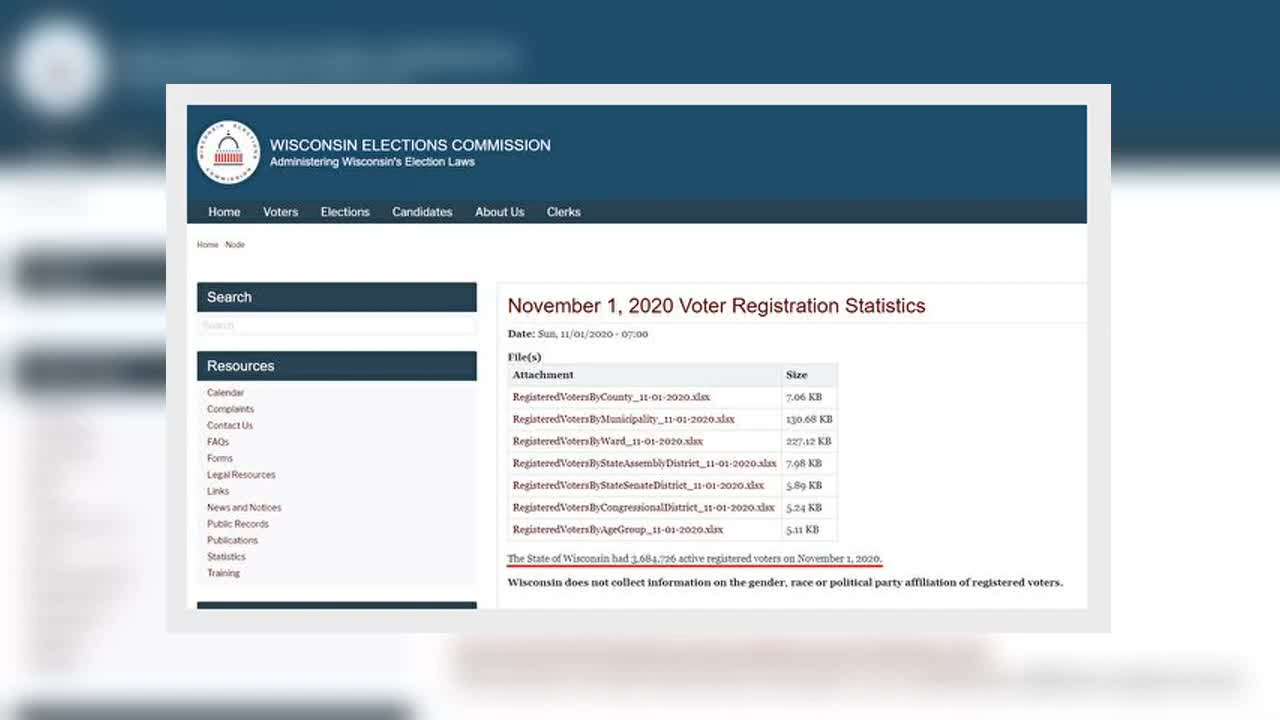 WISCONSIN ELECTIONS COMMISSION
Administering Wisconsin's Election Laws
WISCONSIN ELECTIONS
COMMISSION
Home Voters Elections Candidates About Us Clerks
Home Node
Search
Search
Resources
Calendar
Complaints
Contact Us
FAQs
Forms
Legal Resources
Links
News and Notices
Public Records
Publications
Statistics
Training
November 1, 2020 Voter Registration Statistics
Date: Sun, 11/01/2020 - 07:00
File(s)
Attachment Size
RegisteredVotersByCounty_11-01-2020.xlsx 7.06 KB
RegisteredVotersByMunicipality_11-01-2020.xlsx 130.68 KB
RegisteredVotersByWard_11-01-2020.xlsx 227.12 KB
RegisteredVotersByStateAssemblyDistrict_11-01-2020.xlsx 7.98 KB
RegisteredVotersByStateSenateDistrict_11-01-2020.xlsx 5.89 KB
RegisteredVotersByCongressionalDistrict_11-01-2020.xlsx 5.24 KB
RegisteredVotersByAgeGroup_11-01-2020.xlsx 5.11 KB
The State of Wisconsin had 3,684,726 active registered voters on November 1, 2020.
Wisconsin does not collect information on the gender, race or political party affiliation of registered voters.